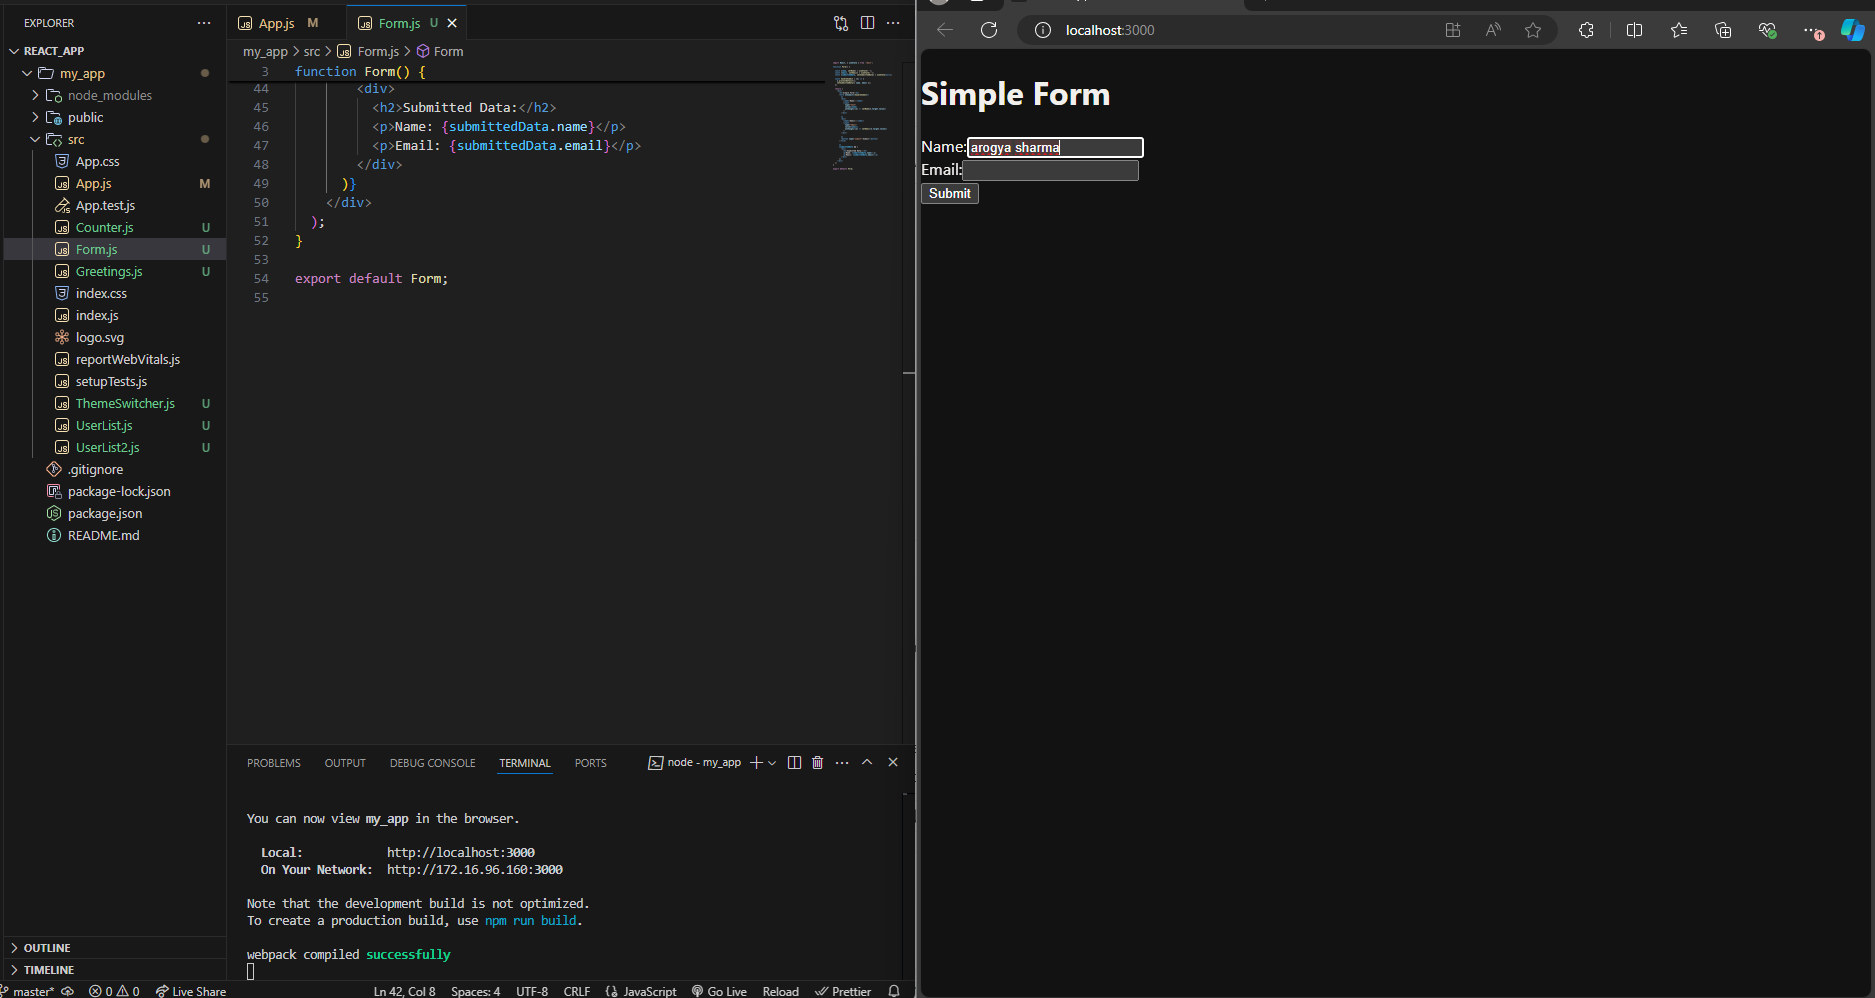 EXPLORER
REACT_APP
my_app
node_modules
public
src
App.css
App.js M
App.test.js
Counter.js U
Form.js U
Greetings.js U
index.css
index.js
logo.svg
reportWebVitals.js
setupTests.js
ThemeSwitcher.js U
UserList.js U
UserList2.js U
.gitignore
package-lock.json
package.json
README.md
OUTLINE
TIMELINE
App.js M
Form.js U
my_app > src > Form.js > Form
3 function Form() {
44 <div>
45 <h2>Submitted Data:</h2>
46 <p>Name: {submittedData.name}</p>
47 <p>Email: {submittedData.email}</p>
48 </div>
49 )}
50 </div>
51 );
52 }
53
54 export default Form;
55
PROBLEMS OUTPUT DEBUG CONSOLE TERMINAL PORTS node - my_app
You can now view my_app in the browser.
Local: http://localhost:3000
On Your Network: http://172.16.96.160:3000
Note that the development build is not optimized.
To create a production build, use npm run build.
webpack compiled successfully
master* 0 0 Live Share Ln 42, Col 8 Spaces: 4 UTF-8 CRLF JavaScript Go Live Reload Prettier
localhost:3000
Simple Form
Name: arogya sharma
Email:
Submit